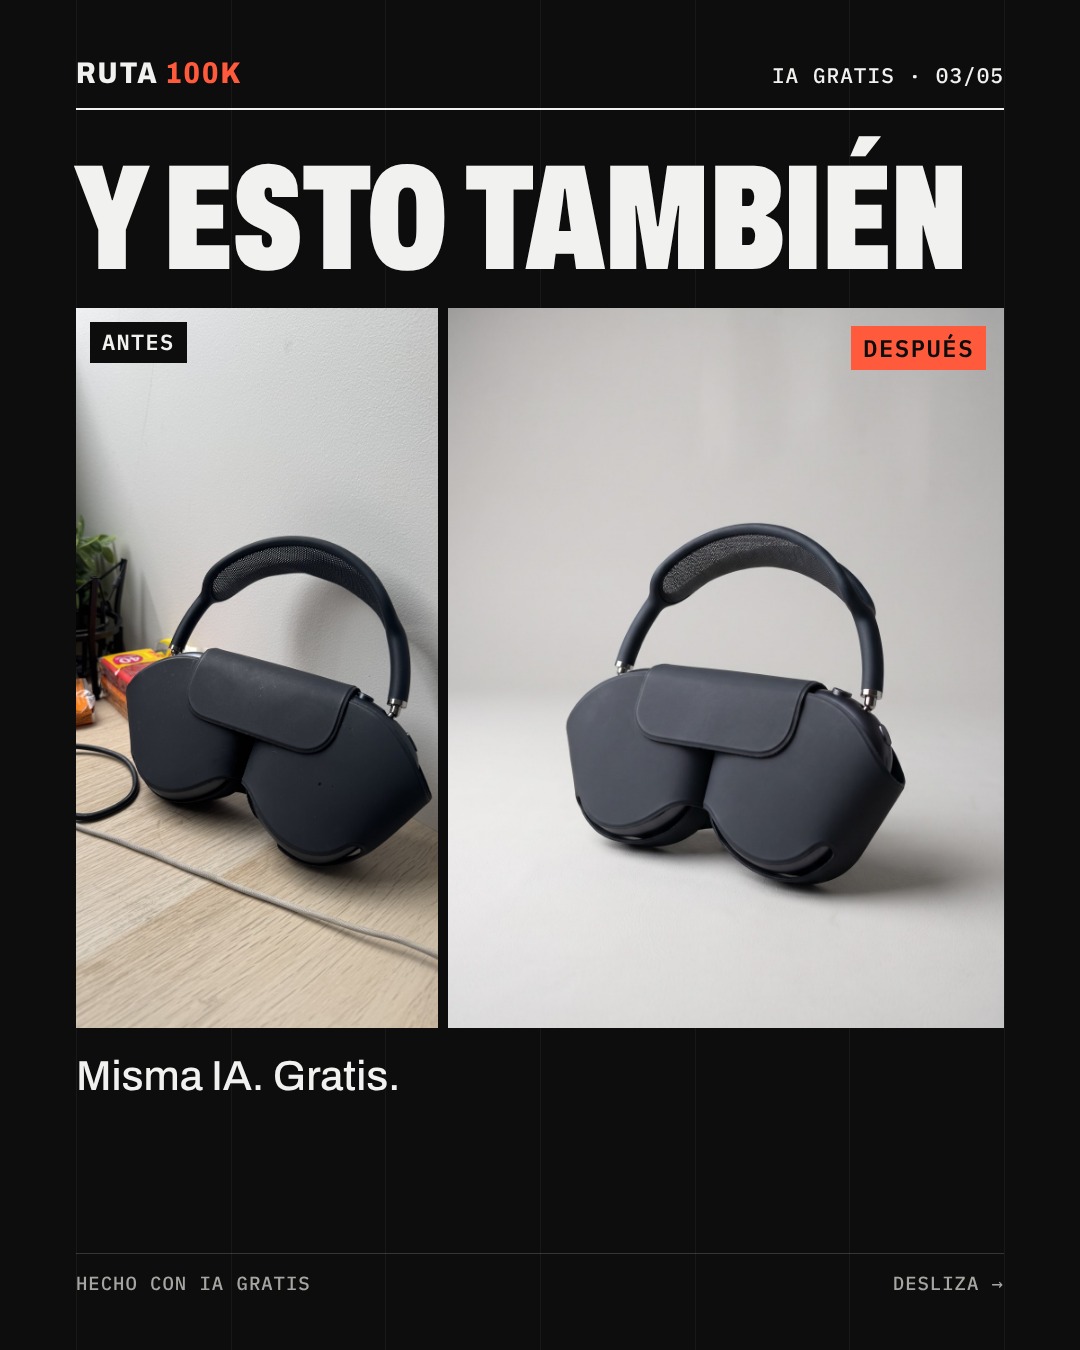 RUTA 100K
IA GRATIS · 03/05
Y ESTO TAMBIÉN
ANTES
DESPUÉS
Misma IA. Gratis.
HECHO CON IA GRATIS
DESLIZA →